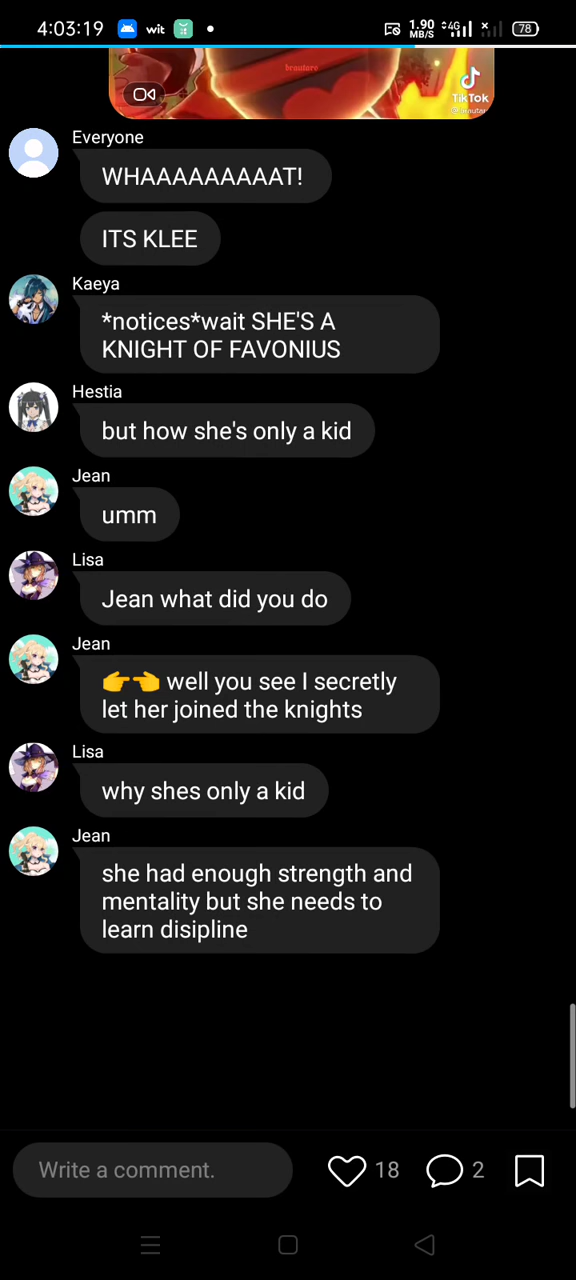 4:03:19 wit 1.90 MB/S 4G 78
beouture
TikTok
Everyone
WHAAAAAAAAAT!
ITS KLEE
Kaeya
*notices*wait SHE'S A
KNIGHT OF FAVONIUS
Hestia
but how she's only a kid
Jean
umm
Lisa
Jean what did you do
Jean
👉👈 well you see I secretly
let her joined the knights
Lisa
why shes only a kid
Jean
she had enough strength and
mentality but she needs to
learn disipline
Write a comment. 18 2